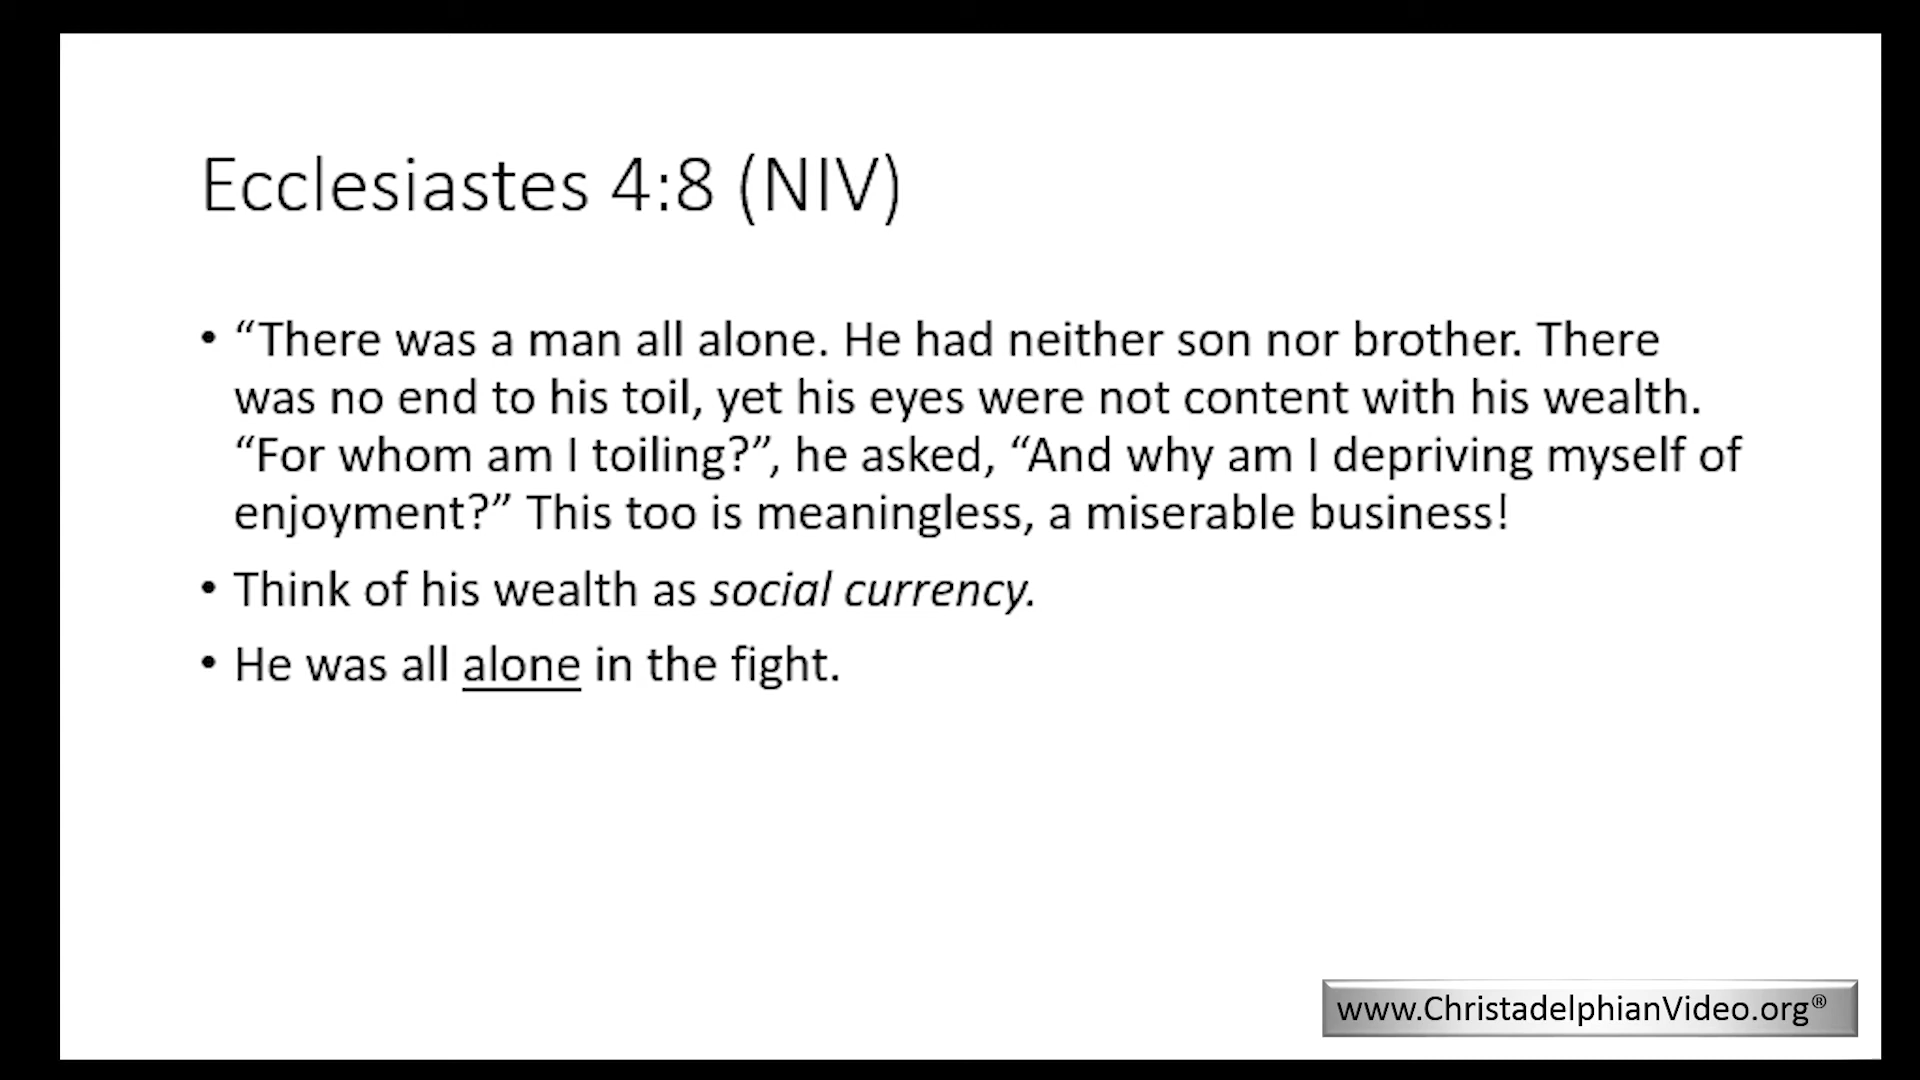 Ecclesiastes 4:8 (NIV)
• “There was a man all alone. He had neither son nor brother. There
was no end to his toil, yet his eyes were not content with his wealth.
“For whom am I toiling?”, he asked, “And why am I depriving myself of
enjoyment?” This too is meaningless, a miserable business!
• Think of his wealth as social currency.
• He was all alone in the fight.
www.ChristadelphianVideo.org®